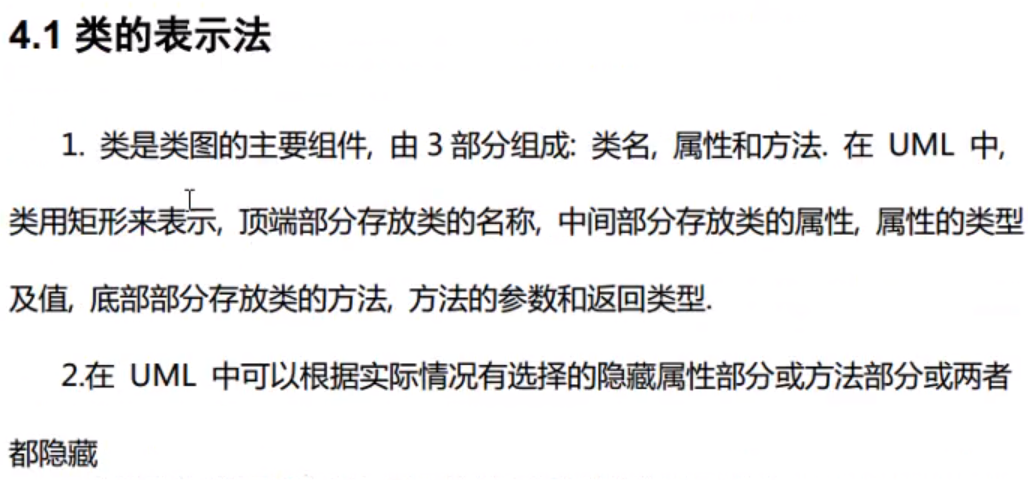 4.1 类的表示法
1. 类是类图的主要组件, 由 3 部分组成: 类名, 属性和方法. 在 UML 中,
类用矩形来表示, 顶端部分存放类的名称, 中间部分存放类的属性, 属性的类型
及值, 底部部分存放类的方法, 方法的参数和返回类型.
2.在 UML 中可以根据实际情况有选择的隐藏属性部分或方法部分或两者
都隐藏